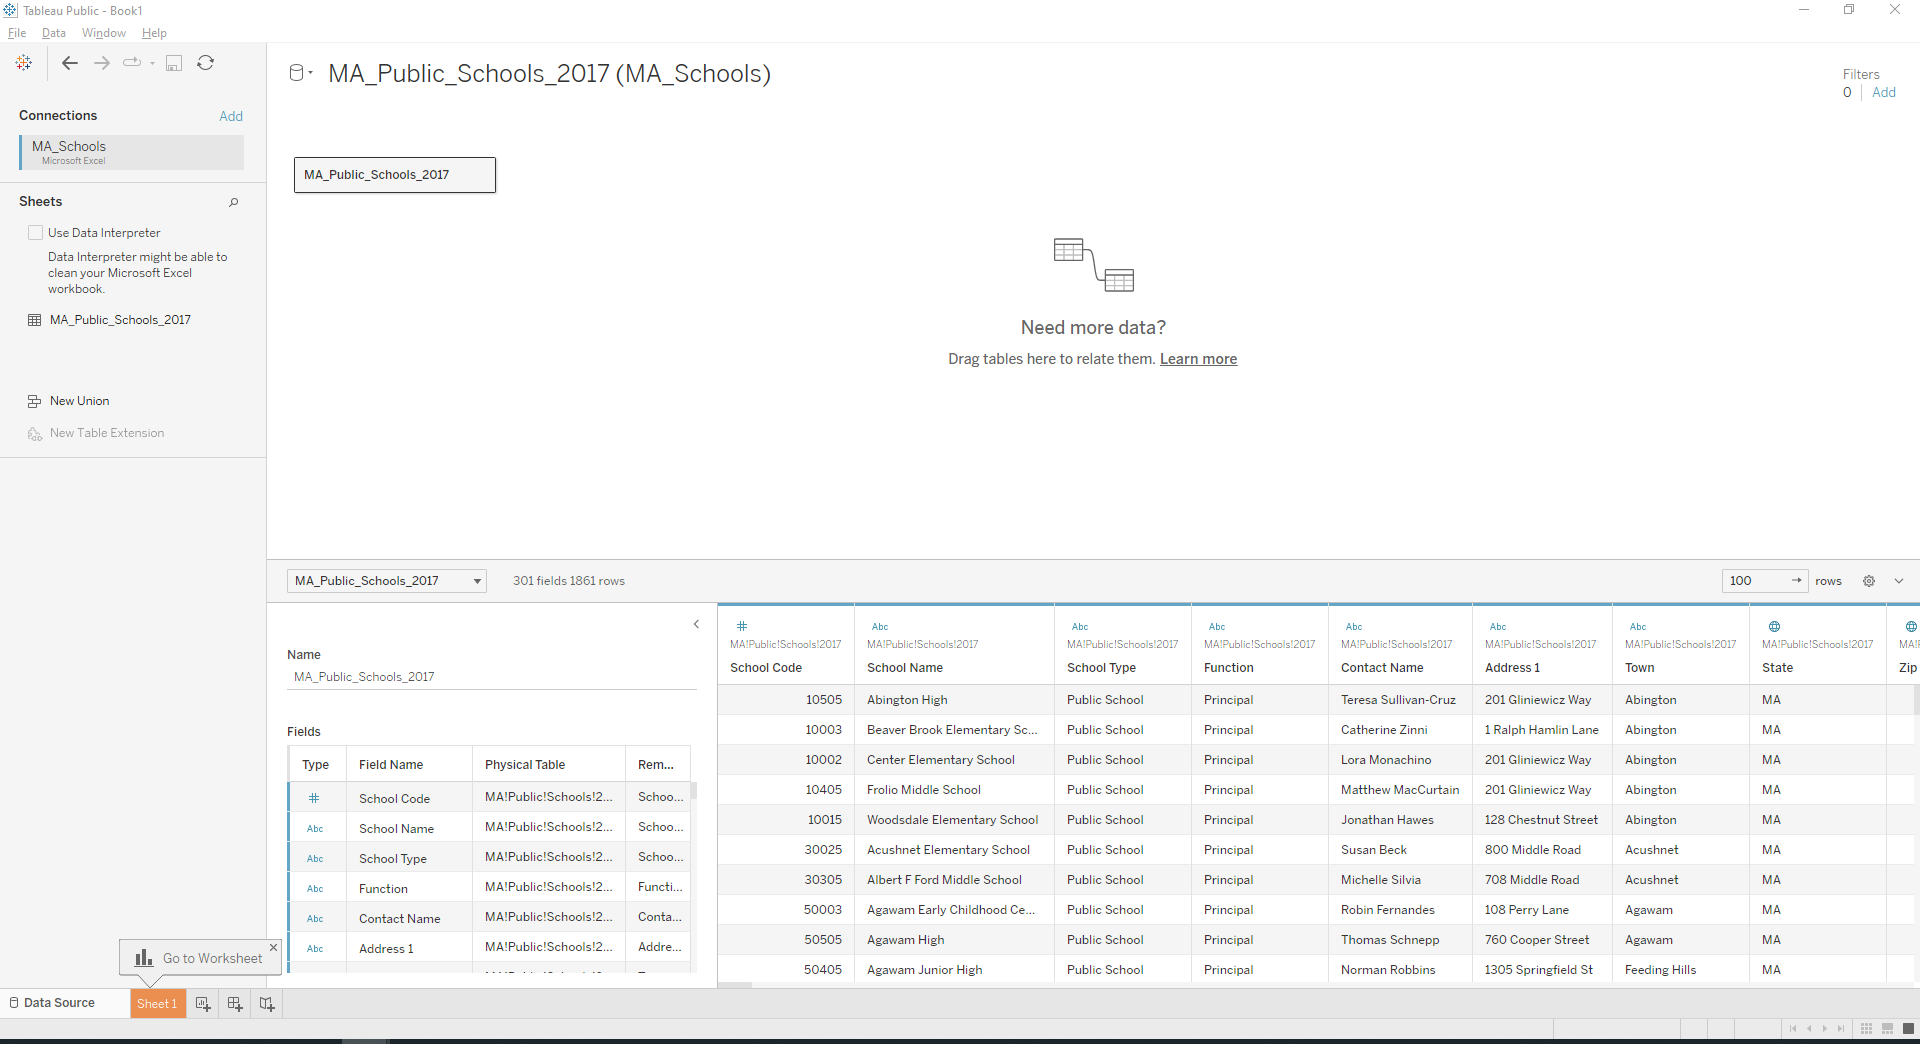 Tableau Public - Book1
File Data Window Help
Connections Add
MA_Schools
Microsoft Excel
Sheets
Use Data Interpreter
Data Interpreter might be able to
clean your Microsoft Excel
workbook.
MA_Public_Schools_2017
New Union
New Table Extension
MA_Public_Schools_2017 (MA_Schools)
Filters
0 Add
MA_Public_Schools_2017
Need more data?
Drag tables here to relate them. Learn more
MA_Public_Schools_2017 301 fields 1861 rows 100 rows
Name
MA_Public_Schools_2017
Fields
Type Field Name Physical Table Rem...
# School Code MA!Public!Schools!2... Schoo...
Abc School Name MA!Public!Schools!2... Schoo...
Abc School Type MA!Public!Schools!2... Schoo...
Abc Function MA!Public!Schools!2... Functi...
Abc Contact Name MA!Public!Schools!2... Conta...
Abc Address 1 MA!Public!Schools!2... Addre...
# Abc Abc Abc Abc Abc Abc
MA!Public!Schools!2017 MA!Public!Schools!2017 MA!Public!Schools!2017 MA!Public!Schools!2017 MA!Public!Schools!2017 MA!Public!Schools!2017 MA!Public!Schools!2017 MA!Public!Schools!2017
School Code School Name School Type Function Contact Name Address 1 Town State Zip
10505 Abington High Public School Principal Teresa Sullivan-Cruz 201 Gliniewicz Way Abington MA
10003 Beaver Brook Elementary Sc... Public School Principal Catherine Zinni 1 Ralph Hamlin Lane Abington MA
10002 Center Elementary School Public School Principal Lora Monachino 201 Gliniewicz Way Abington MA
10405 Frolio Middle School Public School Principal Matthew MacCurtain 201 Gliniewicz Way Abington MA
10015 Woodsdale Elementary School Public School Principal Jonathan Hawes 128 Chestnut Street Abington MA
30025 Acushnet Elementary School Public School Principal Susan Beck 800 Middle Road Acushnet MA
30305 Albert F Ford Middle School Public School Principal Michelle Silvia 708 Middle Road Acushnet MA
50003 Agawam Early Childhood Ce... Public School Principal Robin Fernandes 108 Perry Lane Agawam MA
50505 Agawam High Public School Principal Thomas Schnepp 760 Cooper Street Agawam MA
50405 Agawam Junior High Public School Principal Norman Robbins 1305 Springfield St Feeding Hills MA
Go to Worksheet
Data Source Sheet 1